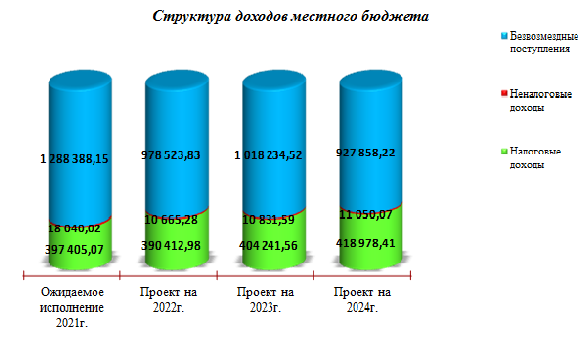 Структура доходов местного бюджета
Безвозмездные
поступления
Неналоговые
доходы
Налоговые
доходы
1 288 388,15
978 523,83
1 018 234,52
927 858,22
18 040,02
10 665,28
10 831,59
11 050,07
397 405,07
390 412,98
404 241,56
418 978,41
Ожидаемое
исполнение
2021г.
Проект на
2022г.
Проект на
2023г.
Проект на
2024г.